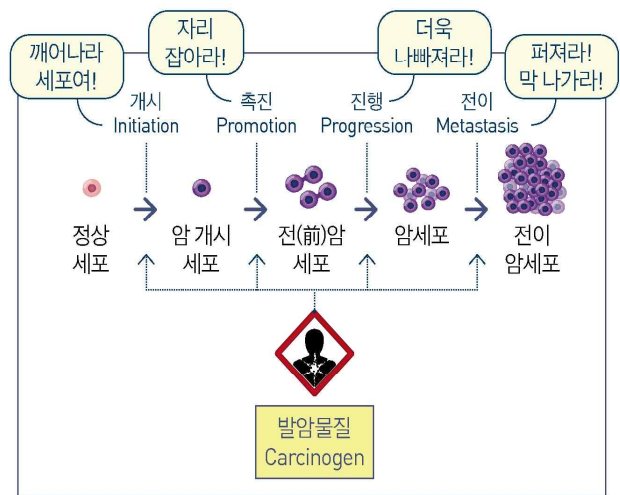 깨어나라
세포여!
자리
잡아라!
더욱
나빠져라!
퍼져라!
막 나가라!
개시
Initiation
촉진
Promotion
진행
Progression
전이
Metastasis
정상
세포
암 개시
세포
전(前)암
세포
암세포
전이
암세포
발암물질
Carcinogen